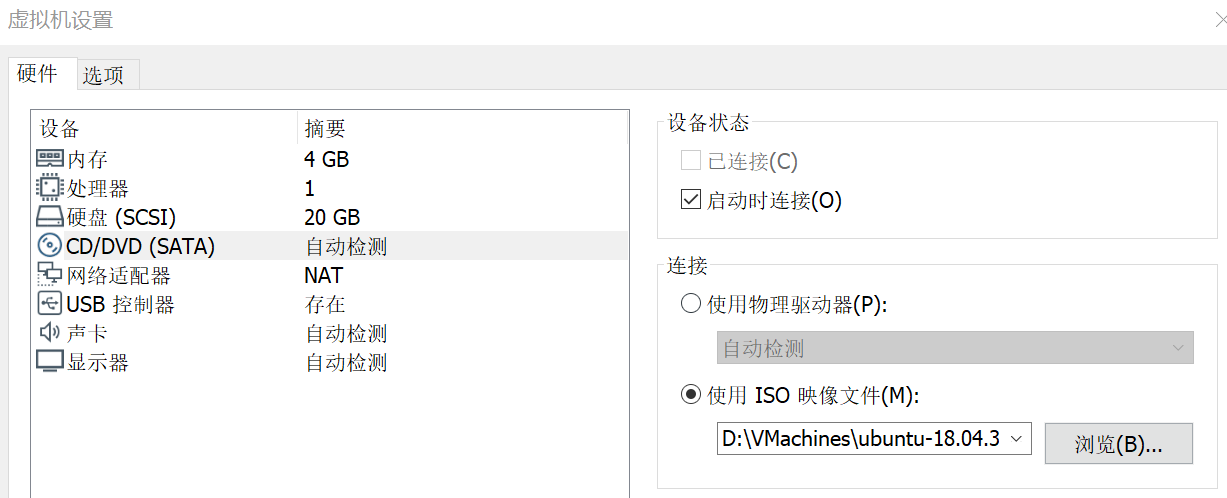 虚拟机设置
硬件 选项
设备 摘要
内存 4 GB
处理器 1
硬盘 (SCSI) 20 GB
CD/DVD (SATA) 自动检测
网络适配器 NAT
USB 控制器 存在
声卡 自动检测
显示器 自动检测
设备状态
已连接(C)
启动时连接(O)
连接
使用物理驱动器(P):
自动检测
使用 ISO 映像文件(M):
D:\VMachines\ubuntu-18.04.3
浏览(B)...